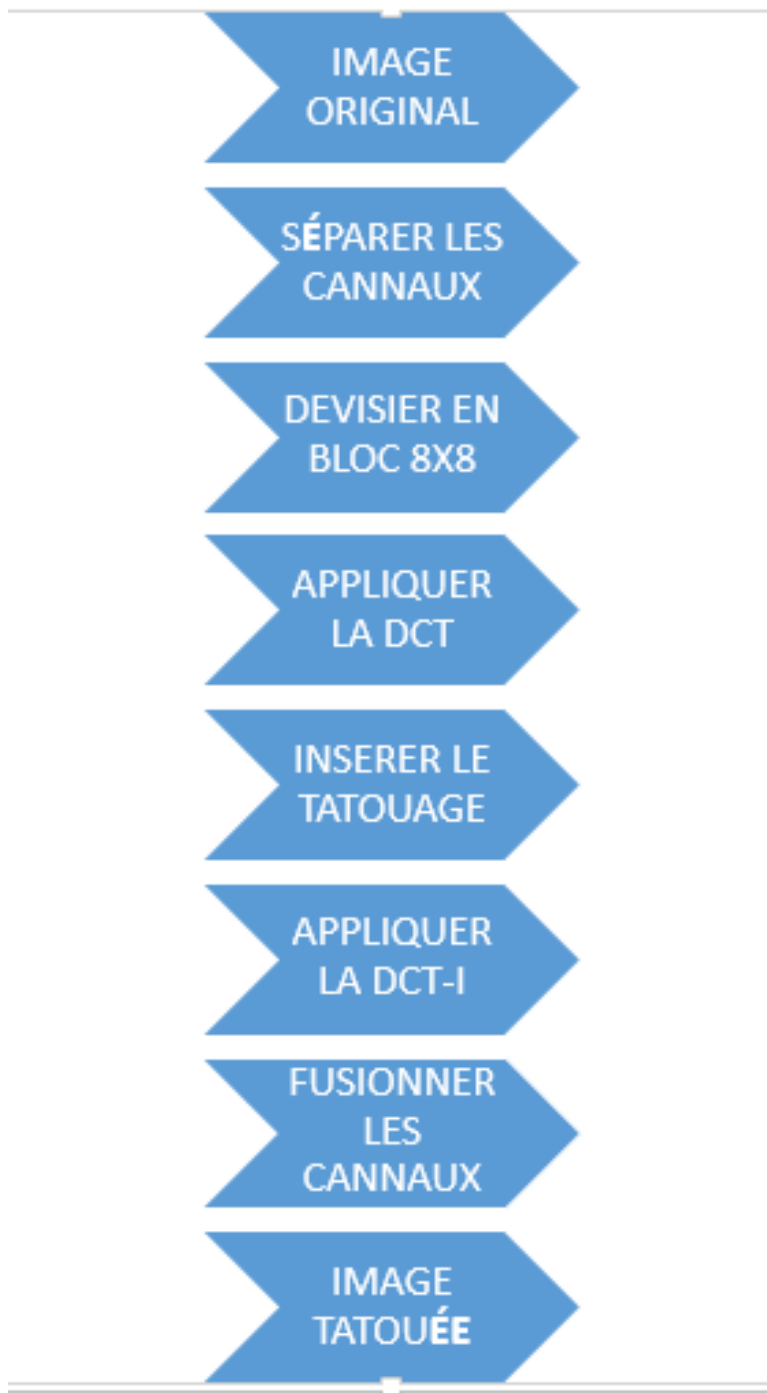 IMAGE
ORIGINAL
SÉPARER LES
CANNAUX
DEVISIER EN
BLOC 8X8
APPLIQUER
LA DCT
INSERER LE
TATOUAGE
APPLIQUER
LA DCT-I
FUSIONNER
LES
CANNAUX
IMAGE
TATOUÉE